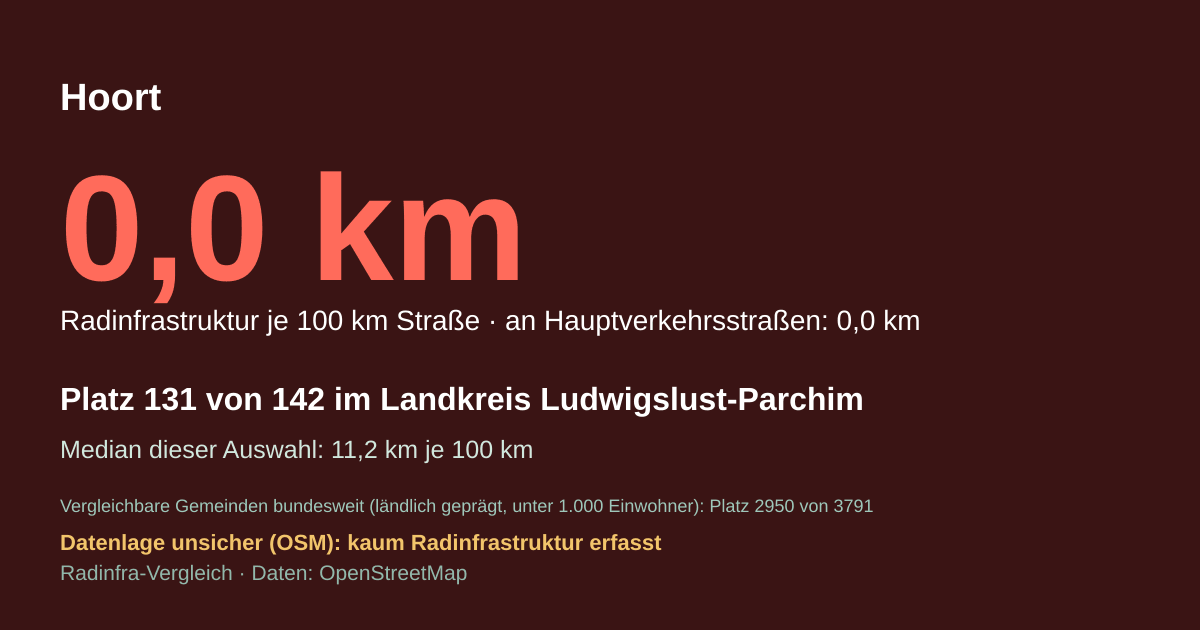 Hoort
0,0 km
Radinfrastruktur je 100 km Straße · an Hauptverkehrsstraßen: 0,0 km
Platz 131 von 142 im Landkreis Ludwigslust-Parchim
Median dieser Auswahl: 11,2 km je 100 km
Vergleichbare Gemeinden bundesweit (ländlich geprägt, unter 1.000 Einwohner): Platz 2950 von 3791
Datenlage unsicher (OSM): kaum Radinfrastruktur erfasst
Radinfra-Vergleich · Daten: OpenStreetMap